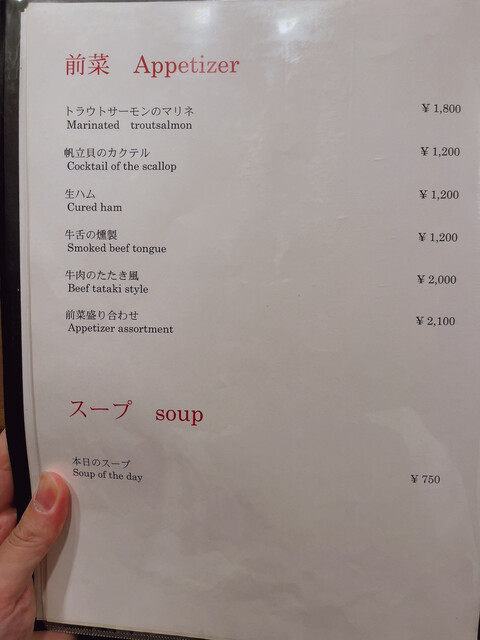 前菜 Appetizer
トラウトサーモンのマリネ ¥ 1,800
Marinated troutsalmon
帆立貝のカクテル ¥ 1,200
Cocktail of the scallop
生ハム ¥ 1,200
Cured ham
牛舌の燻製 ¥ 1,200
Smoked beef tongue
牛肉のたたき風 ¥ 2,000
Beef tataki style
前菜盛り合わせ ¥ 2,100
Appetizer assortment
スープ soup
本日のスープ ¥ 750
Soup of the day